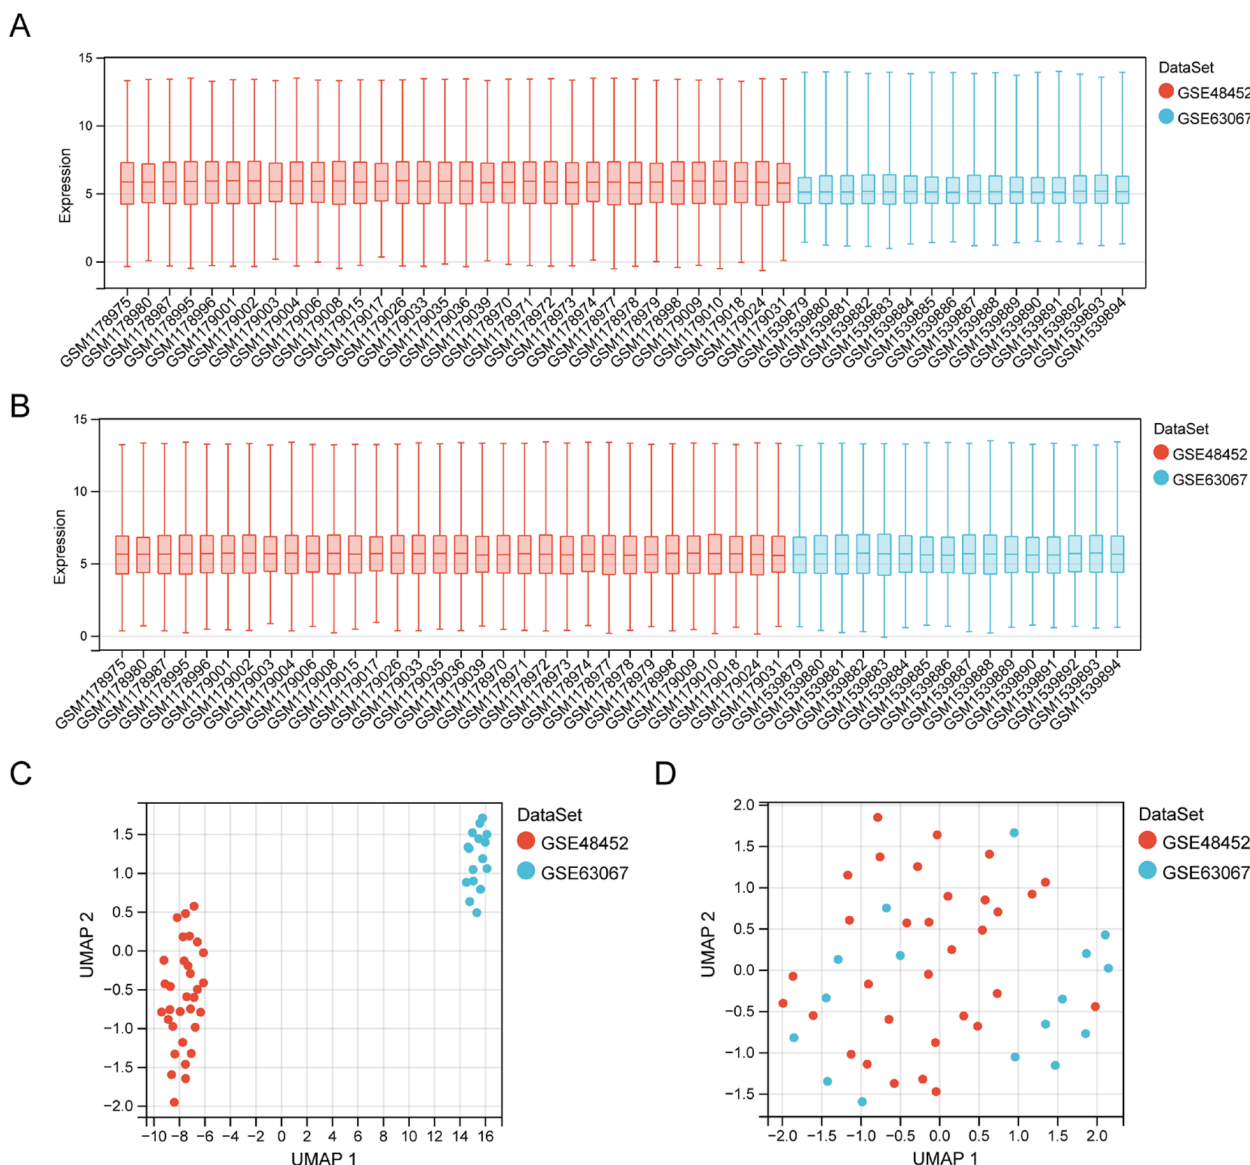 A
15
10
5
0
Expression
DataSet
GSE48452
GSE63067
GSM1178975
GSM1178980
GSM1178987
GSM1178995
GSM1178996
GSM1179001
GSM1179002
GSM1179003
GSM1179004
GSM1179006
GSM1179008
GSM1179015
GSM1179017
GSM1179026
GSM1179033
GSM1179035
GSM1179036
GSM1179039
GSM1178970
GSM1178971
GSM1178972
GSM1178973
GSM1178974
GSM1178977
GSM1178978
GSM1178979
GSM1178998
GSM1179009
GSM1179010
GSM1179018
GSM1179024
GSM1179031
GSM1539879
GSM1539880
GSM1539881
GSM1539882
GSM1539883
GSM1539884
GSM1539885
GSM1539886
GSM1539887
GSM1539888
GSM1539889
GSM1539890
GSM1539891
GSM1539892
GSM1539893
GSM1539894
B
15
10
5
0
Expression
DataSet
GSE48452
GSE63067
GSM1178975
GSM1178980
GSM1178987
GSM1178995
GSM1178996
GSM1179001
GSM1179002
GSM1179003
GSM1179004
GSM1179006
GSM1179008
GSM1179015
GSM1179017
GSM1179026
GSM1179033
GSM1179035
GSM1179036
GSM1179039
GSM1178970
GSM1178971
GSM1178972
GSM1178973
GSM1178974
GSM1178977
GSM1178978
GSM1178979
GSM1178998
GSM1179009
GSM1179010
GSM1179018
GSM1179024
GSM1179031
GSM1539879
GSM1539880
GSM1539881
GSM1539882
GSM1539883
GSM1539884
GSM1539885
GSM1539886
GSM1539887
GSM1539888
GSM1539889
GSM1539890
GSM1539891
GSM1539892
GSM1539893
GSM1539894
C
1.5
1.0
0.5
0.0
−0.5
−1.0
−1.5
−2.0
UMAP 2
−10 −8 −6 −4 −2 0 2 4 6 8 10 12 14 16
UMAP 1
DataSet
GSE48452
GSE63067
D
2.0
1.5
1.0
0.5
0.0
−0.5
−1.0
−1.5
UMAP 2
−2.0 −1.5 −1.0 −0.5 0.0 0.5 1.0 1.5 2.0
UMAP 1
DataSet
GSE48452
GSE63067